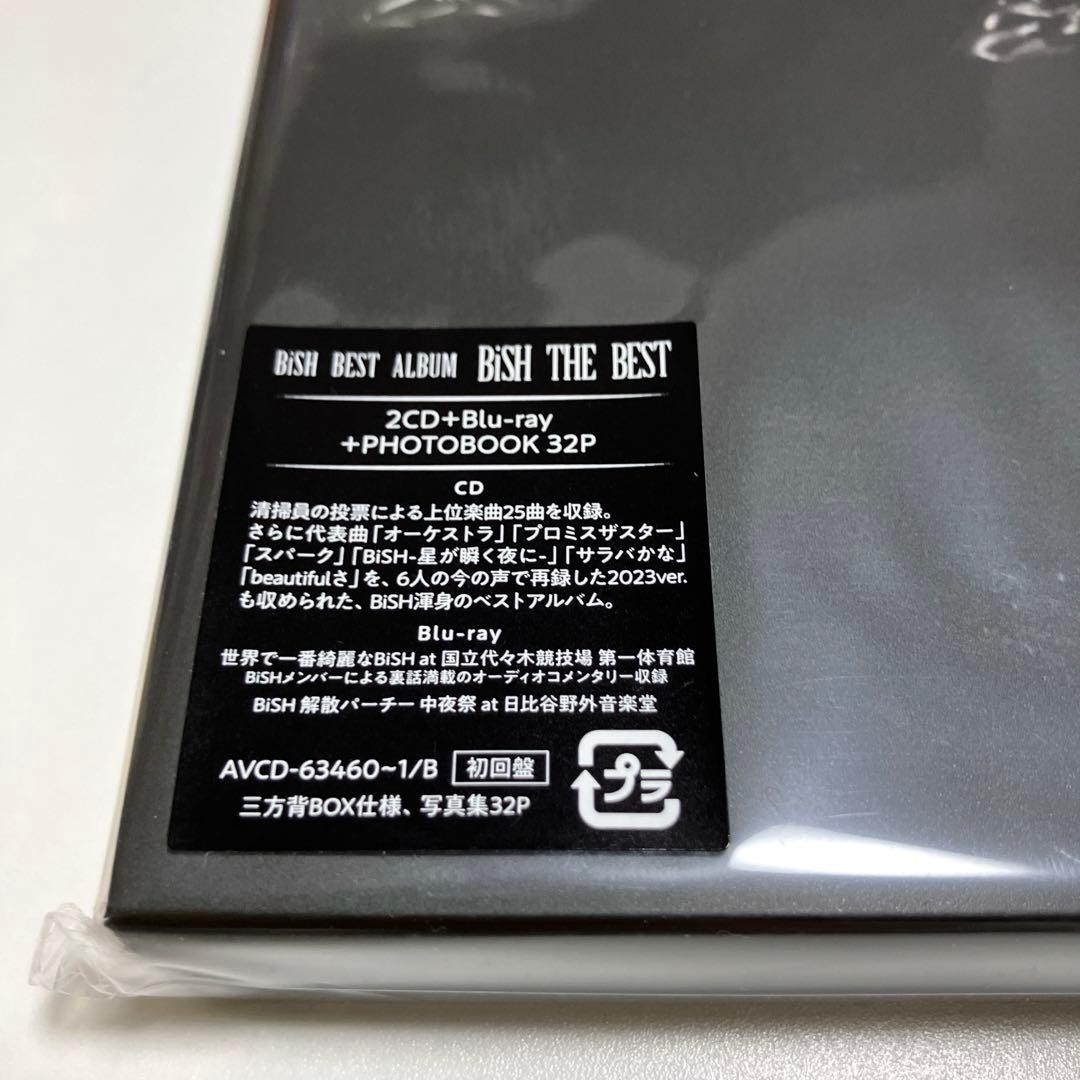 BiSH BEST ALBUM BiSH THE BEST
2CD+Blu-ray
+PHOTOBOOK 32P
CD
清掃員の投票による上位楽曲25曲を収録。
さらに代表曲「オーケストラ」「プロミスザスター」
「スパーク」「BiSH-星が瞬く夜に-」「サラバかな」
「beautifulさ」を、6人の今の声で再録した2023ver.
も収められた、BiSH渾身のベストアルバム。
Blu-ray
世界で一番綺麗なBiSH at 国立代々木競技場 第一体育館
BiSHメンバーによる裏話満載のオーディオコメンタリー収録
BiSH 解散パーチー 中夜祭 at 日比谷野外音楽堂
AVCD-63460~1/B 初回盤
三方背BOX仕様、写真集32P
プラ